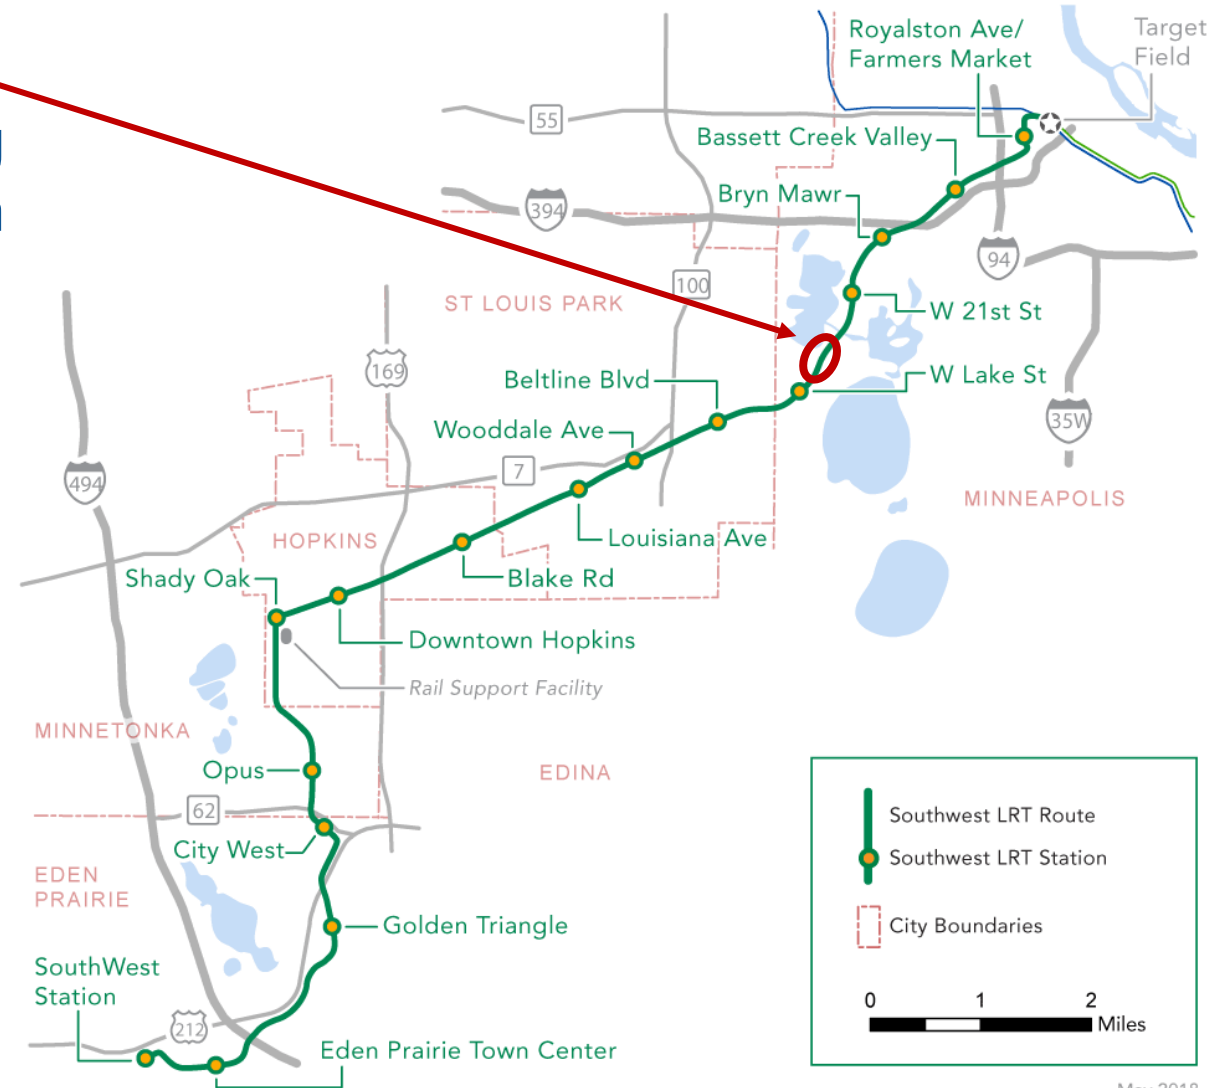 Royalston Ave/
Farmers Market
Target
Field
55
Bassett Creek Valley
394
Bryn Mawr
94
100
ST LOUIS PARK
W 21st St
169
Beltline Blvd
W Lake St
35W
Wooddale Ave
7
494
MINNEAPOLIS
HOPKINS
Louisiana Ave
Shady Oak
Blake Rd
Downtown Hopkins
Rail Support Facility
MINNETONKA
Opus
EDINA
62
City West
EDEN
PRAIRIE
Golden Triangle
SouthWest
Station
212
Eden Prairie Town Center
Southwest LRT Route
Southwest LRT Station
City Boundaries
0 1 2
Miles
May 2018